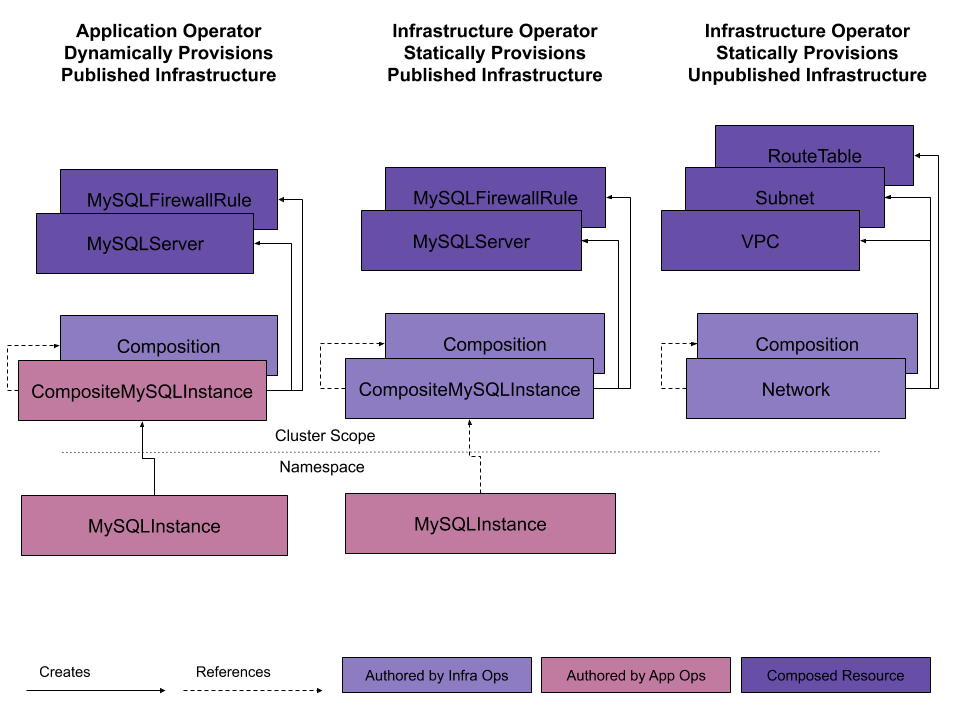 Application Operator
Dynamically Provisions
Published Infrastructure
Infrastructure Operator
Statically Provisions
Published Infrastructure
Infrastructure Operator
Statically Provisions
Unpublished Infrastructure
MySQLFirewallRule
MySQLServer
Composition
CompositeMySQLInstance
MySQLFirewallRule
MySQLServer
Composition
CompositeMySQLInstance
RouteTable
Subnet
VPC
Composition
Network
Cluster Scope
Namespace
MySQLInstance
MySQLInstance
Creates
References
Authored by Infra Ops
Authored by App Ops
Composed Resource